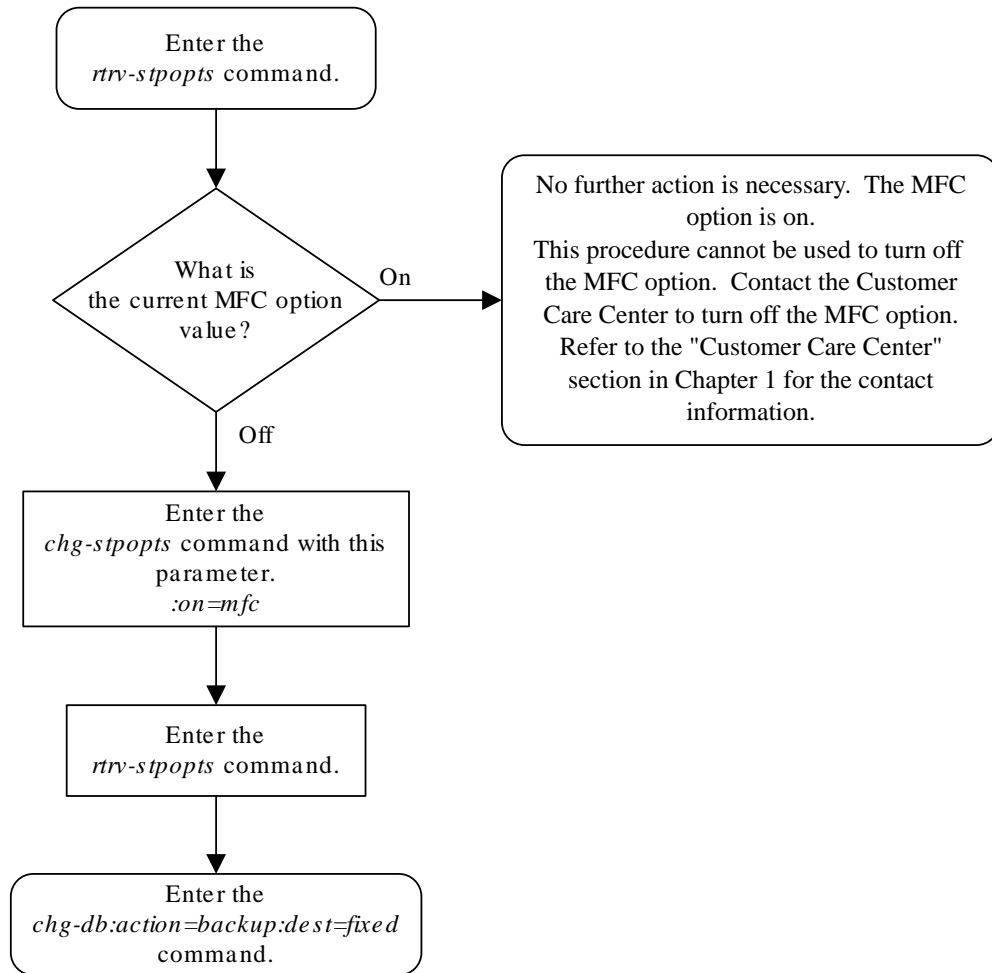 Enter the
rtrv-stpopts command.
What is
the current MFC option
value?
On
No further action is necessary. The MFC
option is on.
This procedure cannot be used to turn off
the MFC option. Contact the Customer
Care Center to turn off the MFC option.
Refer to the "Customer Care Center"
section in Chapter 1 for the contact
information.
Off
Enter the
chg-stpopts command with this
parameter.
:on=mfc
Enter the
rtrv-stpopts command.
Enter the
chg-db:action=backup:dest=fixed
command.